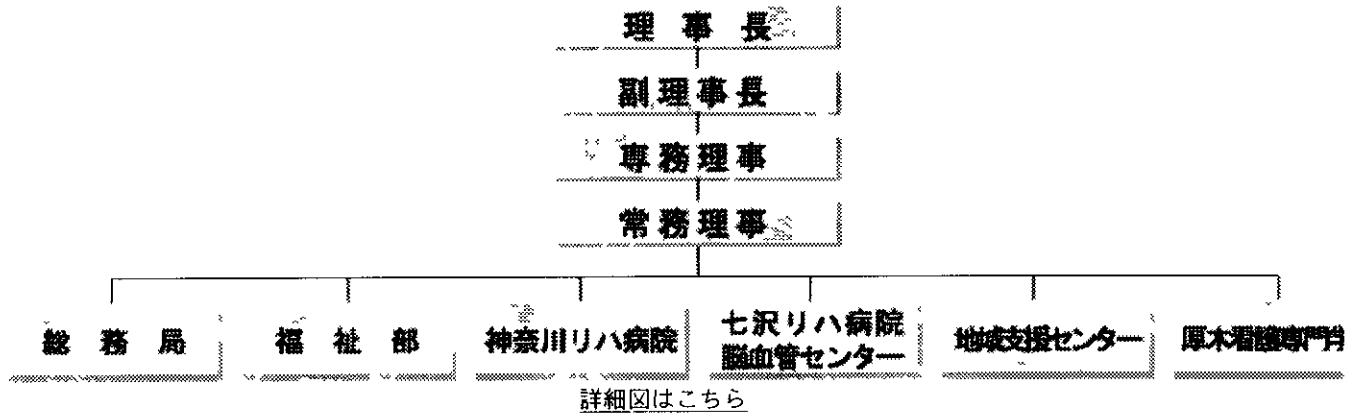 理事長
副理事長
専務理事
常務理事
総務局
福祉部
神奈川リハ病院
七沢リハ病院
脳血管センター
地域支援センター
厚木看護専門学
詳細図はこちら